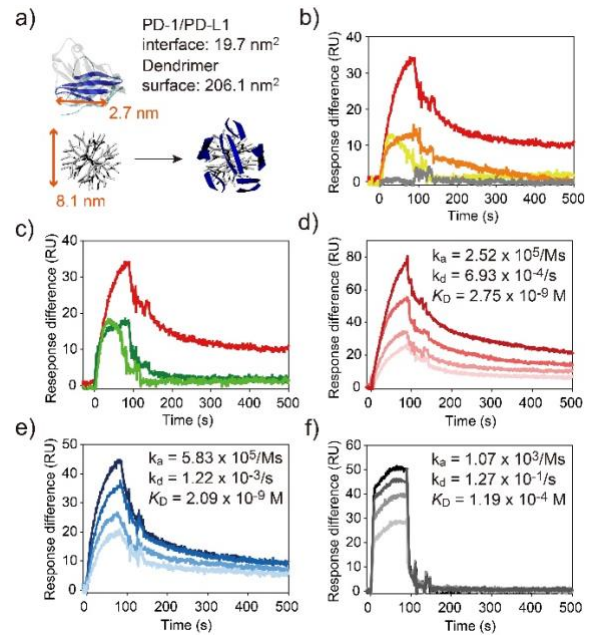 a)
PD-1/PD-L1
interface: 19.7 nm²
Dendrimer
surface: 206.1 nm²
2.7 nm
8.1 nm
b)
Response difference (RU)
40
30
20
10
0
0 100 200 300 400 500
Time (s)
c)
Response difference (RU)
40
30
20
10
0
0 100 200 300 400 500
Time (s)
d)
Response difference (RU)
80
60
40
20
0
0 100 200 300 400 500
Time (s)
kₐ = 2.52 x 10⁵/Ms
k_d = 6.93 x 10⁻⁴/s
K_D = 2.75 x 10⁻⁹ M
e)
Response difference (RU)
50
40
30
20
10
0
0 100 200 300 400 500
Time (s)
kₐ = 5.83 x 10⁵/Ms
k_d = 1.22 x 10⁻³/s
K_D = 2.09 x 10⁻⁹ M
f)
Response difference (RU)
60
50
40
30
20
10
0
0 100 200 300 400 500
Time (s)
kₐ = 1.07 x 10³/Ms
k_d = 1.27 x 10⁻¹/s
K_D = 1.19 x 10⁻⁴ M